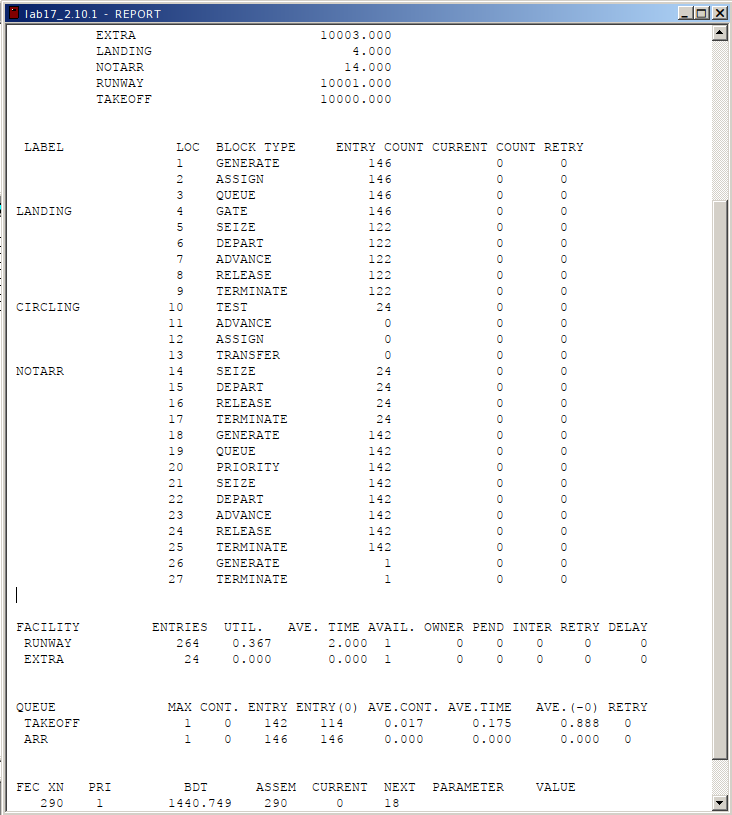 lab17_2.10.1 - REPORT
EXTRA 10003.000
LANDING 4.000
NOTARR 14.000
RUNWAY 10001.000
TAKEOFF 10000.000
LABEL LOC BLOCK TYPE ENTRY COUNT CURRENT COUNT RETRY
1 GENERATE 146 0 0
2 ASSIGN 146 0 0
3 QUEUE 146 0 0
LANDING 4 GATE 146 0 0
5 SEIZE 122 0 0
6 DEPART 122 0 0
7 ADVANCE 122 0 0
8 RELEASE 122 0 0
9 TERMINATE 122 0 0
CIRCLING 10 TEST 24 0 0
11 ADVANCE 0 0 0
12 ASSIGN 0 0 0
13 TRANSFER 0 0 0
NOTARR 14 SEIZE 24 0 0
15 DEPART 24 0 0
16 RELEASE 24 0 0
17 TERMINATE 24 0 0
18 GENERATE 142 0 0
19 QUEUE 142 0 0
20 PRIORITY 142 0 0
21 SEIZE 142 0 0
22 DEPART 142 0 0
23 ADVANCE 142 0 0
24 RELEASE 142 0 0
25 TERMINATE 142 0 0
26 GENERATE 1 0 0
27 TERMINATE 1 0 0
FACILITY ENTRIES UTIL. AVE. TIME AVAIL. OWNER PEND INTER RETRY DELAY
RUNWAY 264 0.367 2.000 1 0 0 0 0 0
EXTRA 24 0.000 0.000 1 0 0 0 0 0
QUEUE MAX CONT. ENTRY ENTRY(0) AVE.CONT. AVE.TIME AVE.(-0) RETRY
TAKEOFF 1 0 142 114 0.017 0.175 0.888 0
ARR 1 0 146 146 0.000 0.000 0.000 0
FEC XN PRI BDT ASSEM CURRENT NEXT PARAMETER VALUE
290 1 1440.749 290 0 18